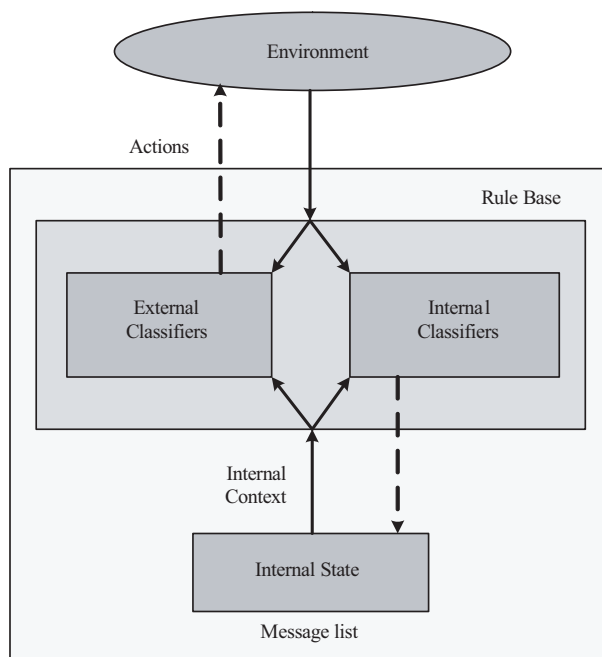 Environment
Actions
Rule Base
External
Classifiers
Internal
Classifiers
Internal
Context
Internal State
Message list